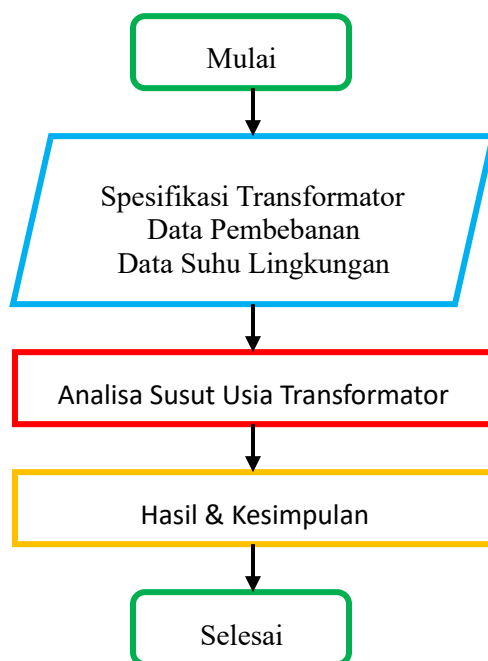 Mulai
Spesifikasi Transformator
Data Pembebanan
Data Suhu Lingkungan
Analisa Susut Usia Transformator
Hasil & Kesimpulan
Selesai